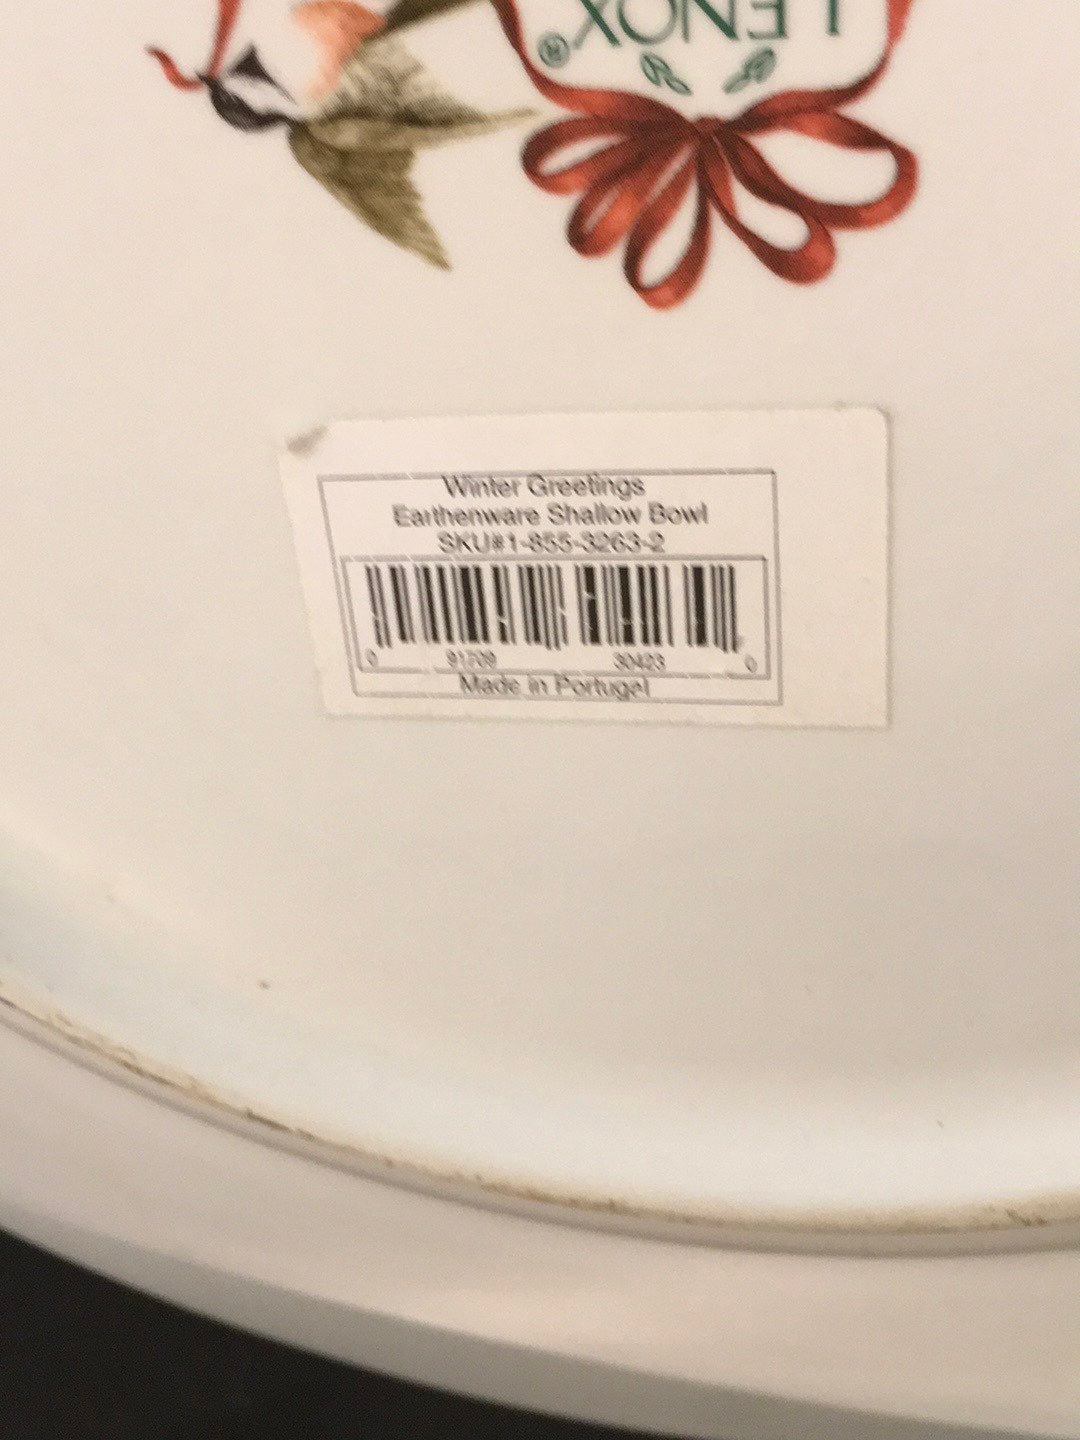 LENOX®
Winter Greetings
Earthenware Shallow Bowl
SKU#1-855-3263-2
0 91709 30423 0
Made in Portugal